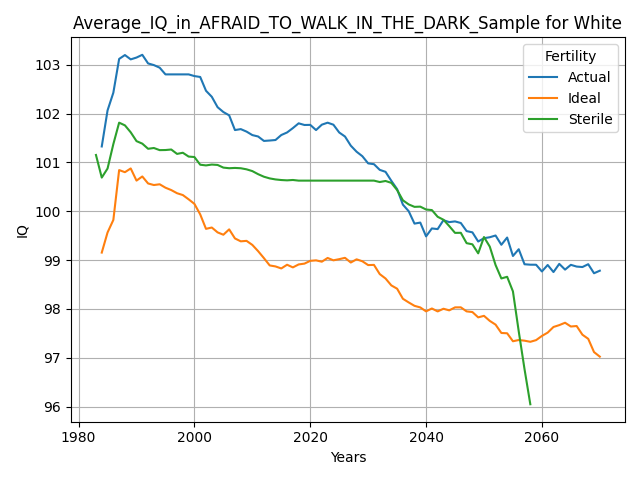 Average_IQ_in_AFRAID_TO_WALK_IN_THE_DARK_Sample for White
Fertility
Actual
Ideal
Sterile
IQ
103
102
101
100
99
98
97
96
1980
2000
2020
2040
2060
Years